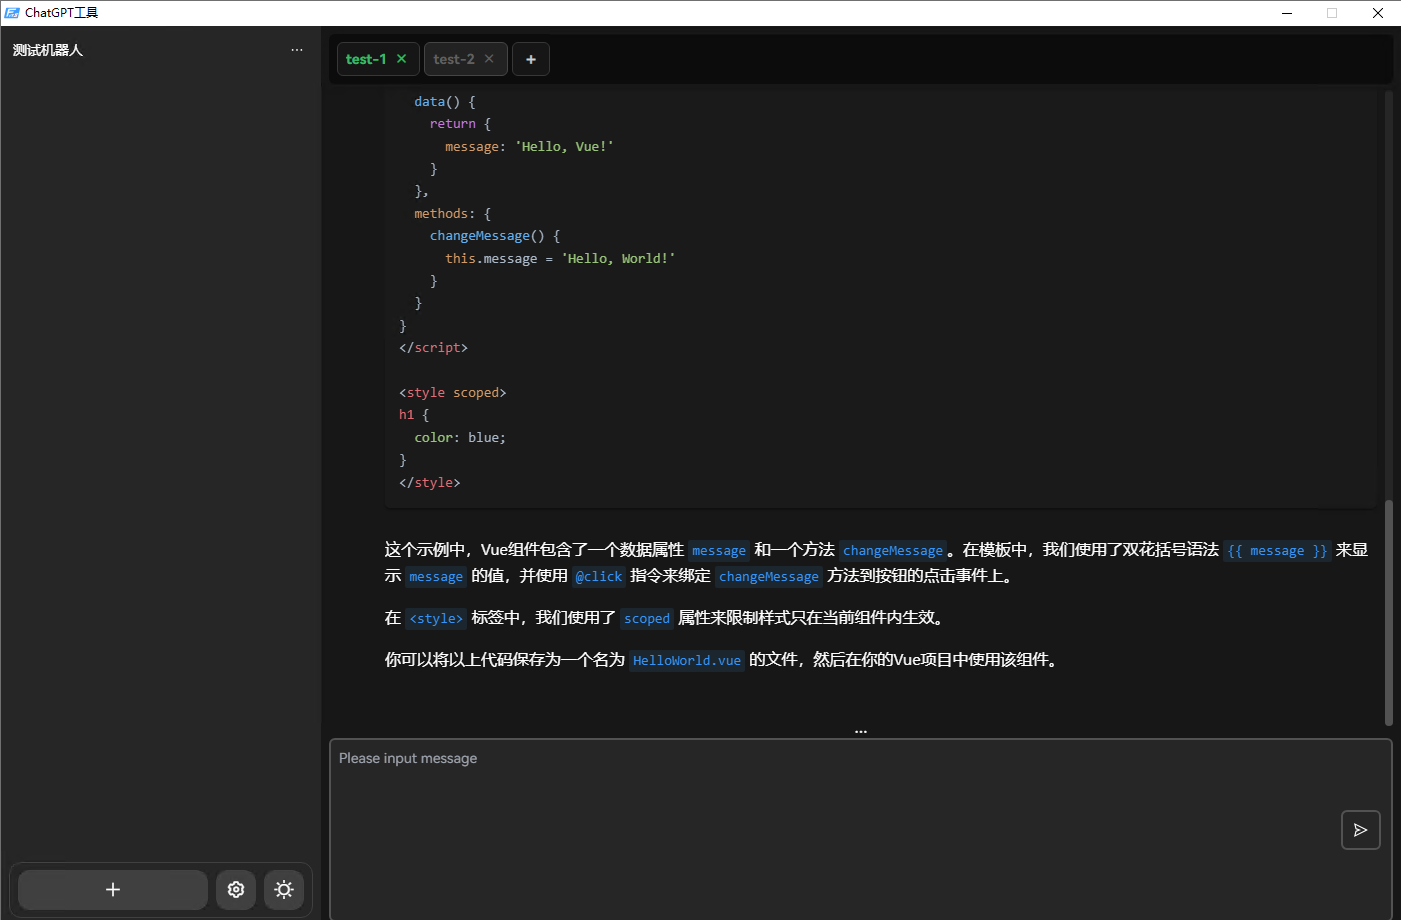 ChatGPT工具
测试机器人
test-1
test-2
data() {
return {
message: 'Hello, Vue!'
}
},
methods: {
changeMessage() {
this.message = 'Hello, World!'
}
}
}
</script>
<style scoped>
h1 {
color: blue;
}
</style>
这个示例中，Vue组件包含了一个数据属性 message 和一个方法 changeMessage。在模板中，我们使用了双花括号语法 {{ message }} 来显
示 message 的值，并使用 @click 指令来绑定 changeMessage 方法到按钮的点击事件上。
在 <style> 标签中，我们使用了 scoped 属性来限制样式只在当前组件内生效。
你可以将以上代码保存为一个名为 HelloWorld.vue 的文件，然后在你的Vue项目中使用该组件。
Please input message